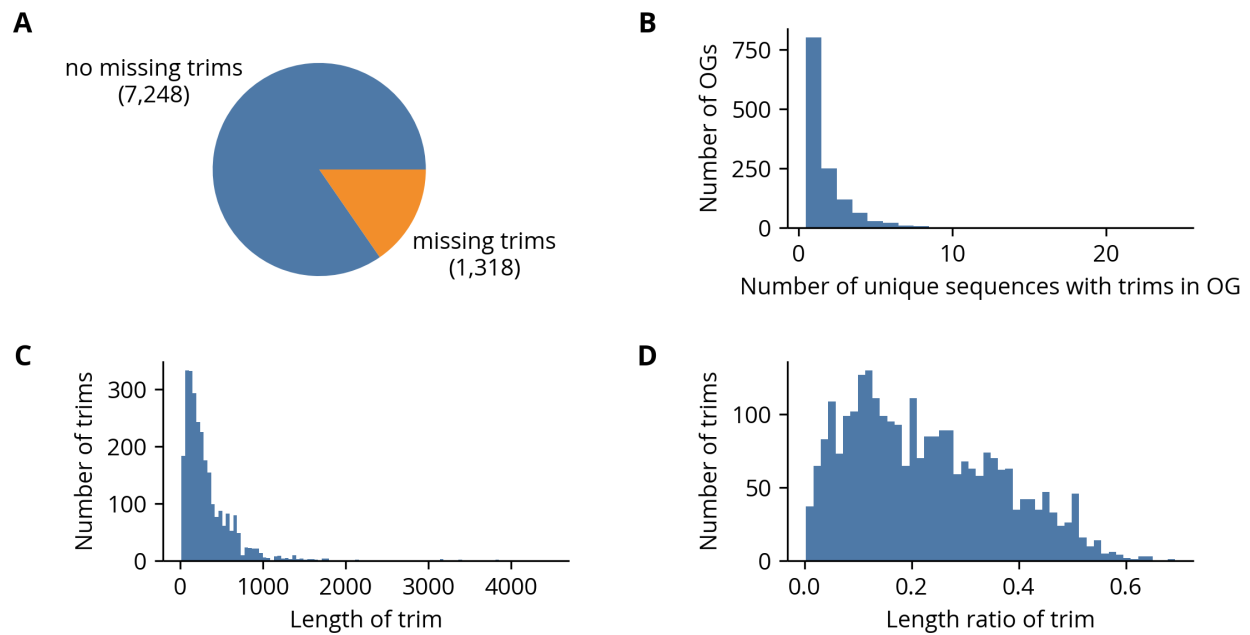 A
no missing trims
(7,248)
missing trims
(1,318)
B
Number of OGs
750
500
250
0
0
10
20
Number of unique sequences with trims in OG
C
Number of trims
300
200
100
0
0
1000
2000
3000
4000
Length of trim
D
Number of trims
100
50
0
0.0
0.2
0.4
0.6
Length ratio of trim